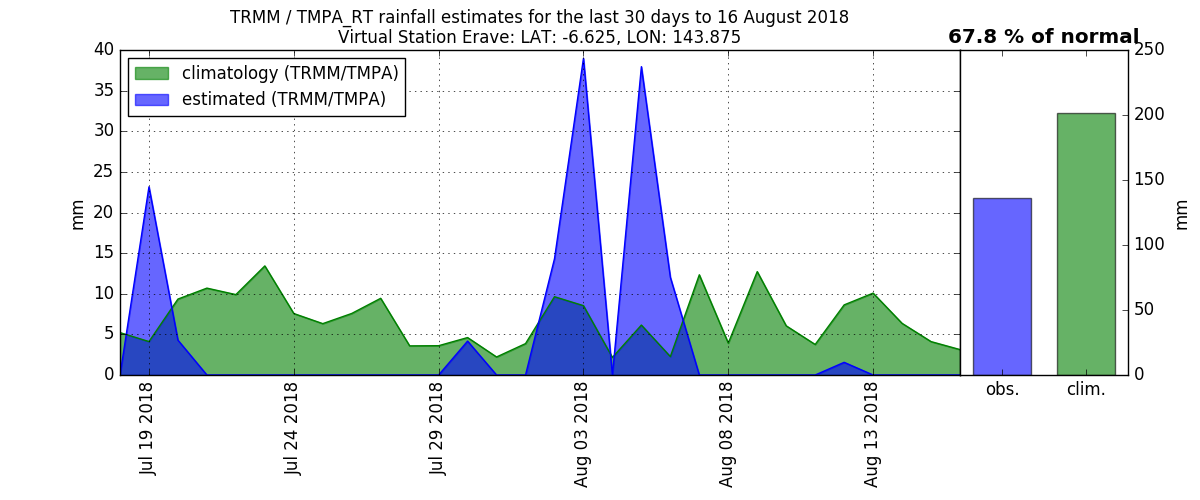 TRMM / TMPA_RT rainfall estimates for the last 30 days to 16 August 2018
Virtual Station Erave: LAT: -6.625, LON: 143.875
67.8 % of normal
climatology (TRMM/TMPA)
estimated (TRMM/TMPA)
40
35
30
25
20
15
10
5
0
mm
Jul 19 2018
Jul 24 2018
Jul 29 2018
Aug 03 2018
Aug 08 2018
Aug 13 2018
obs.
clim.
250
200
150
100
50
0
mm